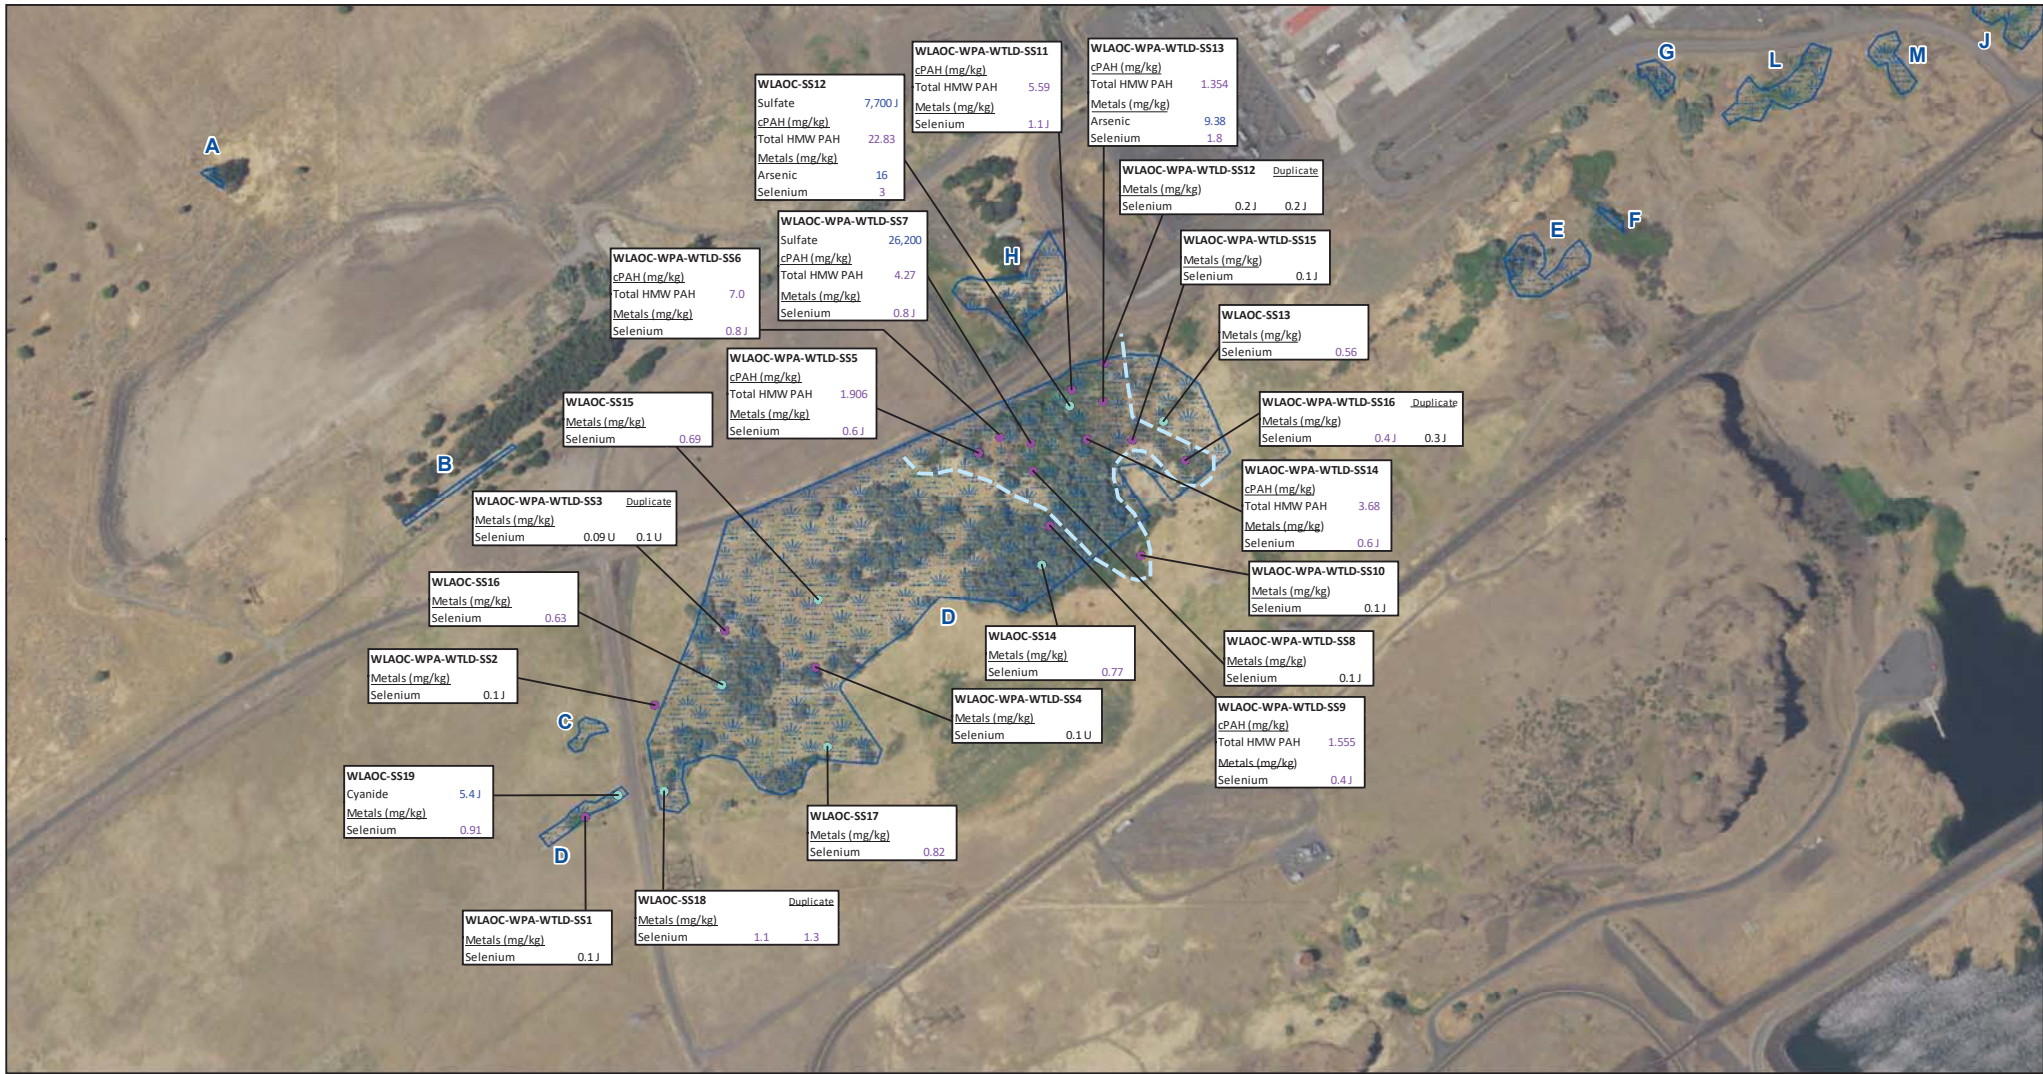 G
L
M
J
A
H
E
F
B
D
C
D
WLAOC-WPA-WTLD-SS11
cPAH (mg/kg)
Total HMW PAH 5.59
Metals (mg/kg)
Selenium 1.1 J
WLAOC-WPA-WTLD-SS13
cPAH (mg/kg)
Total HMW PAH 1.354
Metals (mg/kg)
Arsenic 9.38
Selenium 1.8
WLAOC-SS12
Sulfate 7,700 J
cPAH (mg/kg)
Total HMW PAH 22.83
Metals (mg/kg)
Arsenic 16
Selenium 3
WLAOC-WPA-WTLD-SS12 Duplicate
Metals (mg/kg)
Selenium 0.2 J 0.2 J
WLAOC-WPA-WTLD-SS7
Sulfate 26,200
cPAH (mg/kg)
Total HMW PAH 4.27
Metals (mg/kg)
Selenium 0.8 J
WLAOC-WPA-WTLD-SS15
Metals (mg/kg)
Selenium 0.1 J
WLAOC-WPA-WTLD-SS6
cPAH (mg/kg)
Total HMW PAH 7.0
Metals (mg/kg)
Selenium 0.8 J
WLAOC-SS13
Metals (mg/kg)
Selenium 0.56
WLAOC-WPA-WTLD-SS5
cPAH (mg/kg)
Total HMW PAH 1.906
Metals (mg/kg)
Selenium 0.6 J
WLAOC-SS15
Metals (mg/kg)
Selenium 0.69
WLAOC-WPA-WTLD-SS16 Duplicate
Metals (mg/kg)
Selenium 0.4 J 0.3 J
WLAOC-WPA-WTLD-SS14
cPAH (mg/kg)
Total HMW PAH 3.68
Metals (mg/kg)
Selenium 0.6 J
WLAOC-WPA-WTLD-SS3 Duplicate
Metals (mg/kg)
Selenium 0.09 U 0.1 U
WLAOC-WPA-WTLD-SS10
Metals (mg/kg)
Selenium 0.1 J
WLAOC-SS16
Metals (mg/kg)
Selenium 0.63
WLAOC-SS14
Metals (mg/kg)
Selenium 0.77
WLAOC-WPA-WTLD-SS8
Metals (mg/kg)
Selenium 0.1 J
WLAOC-WPA-WTLD-SS2
Metals (mg/kg)
Selenium 0.1 J
WLAOC-WPA-WTLD-SS4
Metals (mg/kg)
Selenium 0.1 U
WLAOC-WPA-WTLD-SS9
cPAH (mg/kg)
Total HMW PAH 1.555
Metals (mg/kg)
Selenium 0.4 J
WLAOC-SS19
Cyanide 5.4 J
Metals (mg/kg)
Selenium 0.91
WLAOC-SS17
Metals (mg/kg)
Selenium 0.82
WLAOC-SS18 Duplicate
Metals (mg/kg)
Selenium 1.1 1.3
WLAOC-WPA-WTLD-SS1
Metals (mg/kg)
Selenium 0.1 J